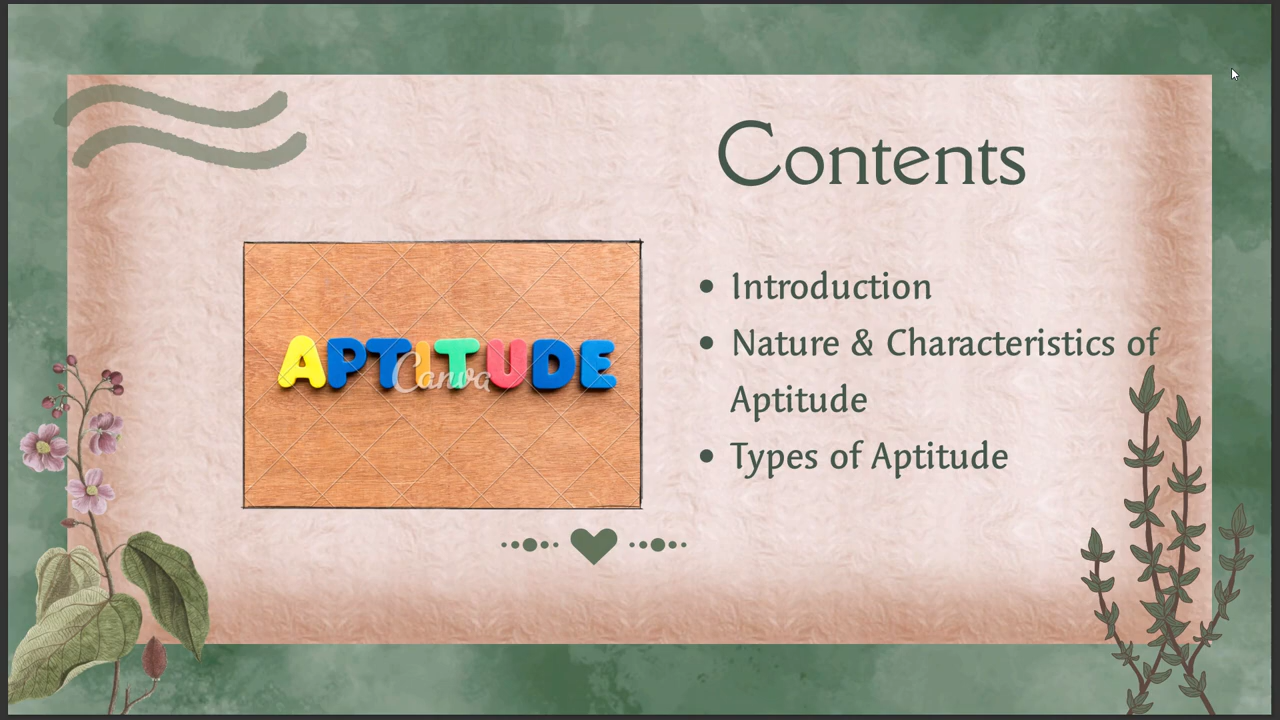 Contents
APTITUDE
Canva
• Introduction
• Nature & Characteristics of
Aptitude
• Types of Aptitude